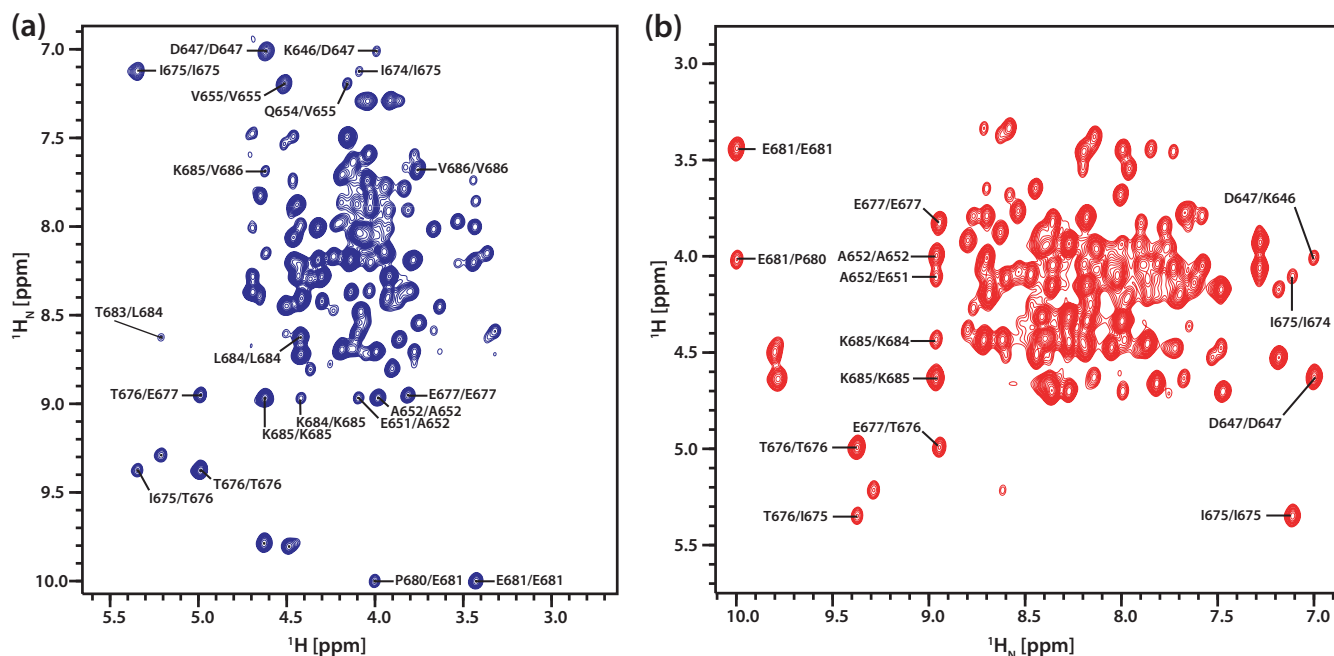 (a)
7.0
7.5
8.0
8.5
9.0
9.5
10.0
¹H_N [ppm]
5.5
5.0
4.5
4.0
3.5
¹H [ppm]
D647/D647
K646/D647
I675/I675
I674/I675
V655/V655
Q654/V655
K685/V686
V686/V686
T683/L684
L684/L684
T676/E677
E677/E677
A652/A652
K684/K685
E651/A652
K685/K685
T676/T676
I675/T676
P680/E681
E681/E681
(b)
3.0
3.5
4.0
4.5
5.0
5.5
¹H [ppm]
10.0
9.5
9.0
8.5
8.0
7.5
7.0
¹H_N [ppm]
E681/E681
E677/E677
D647/K646
E681/P680
A652/A652
A652/E651
I675/I674
K685/K684
K685/K685
D647/D647
E677/T676
T676/T676
T676/I675
I675/I675